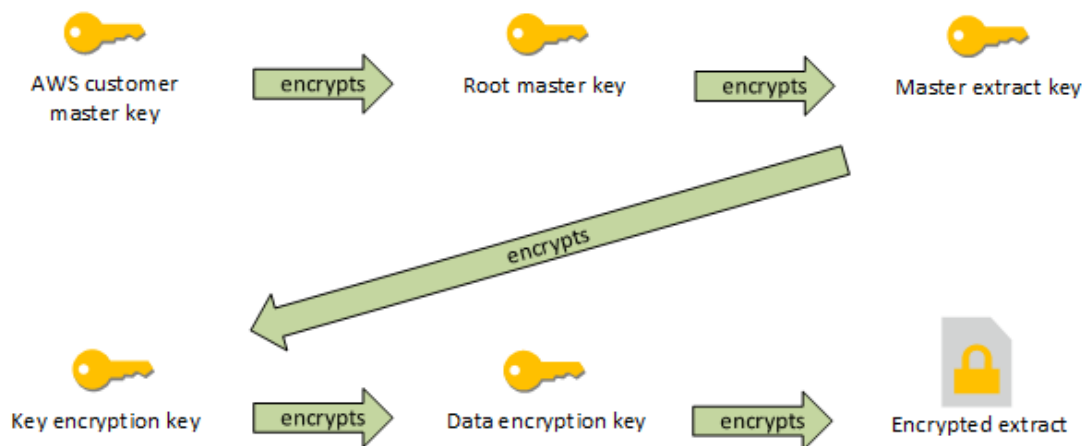 AWS customer
master key
encrypts
Root master key
encrypts
Master extract key
encrypts
Key encryption key
encrypts
Data encryption key
encrypts
Encrypted extract